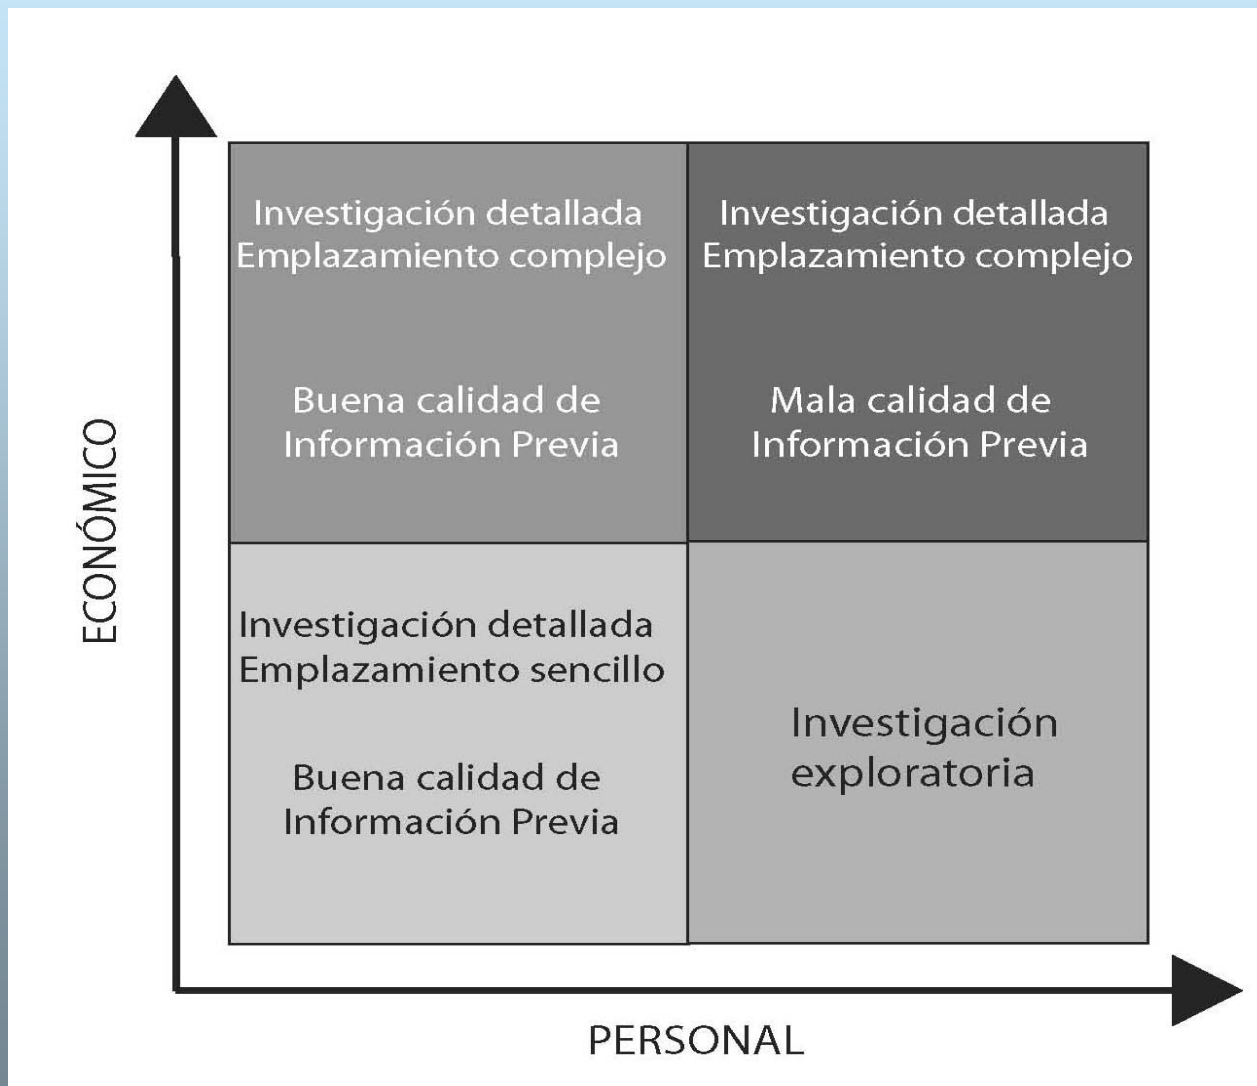 Investigación detallada
Emplazamiento complejo
Buena calidad de
Información Previa
Investigación detallada
Emplazamiento complejo
Mala calidad de
Información Previa
ECONÓMICO
Investigación detallada
Emplazamiento sencillo
Buena calidad de
Información Previa
Investigación
exploratoria
PERSONAL